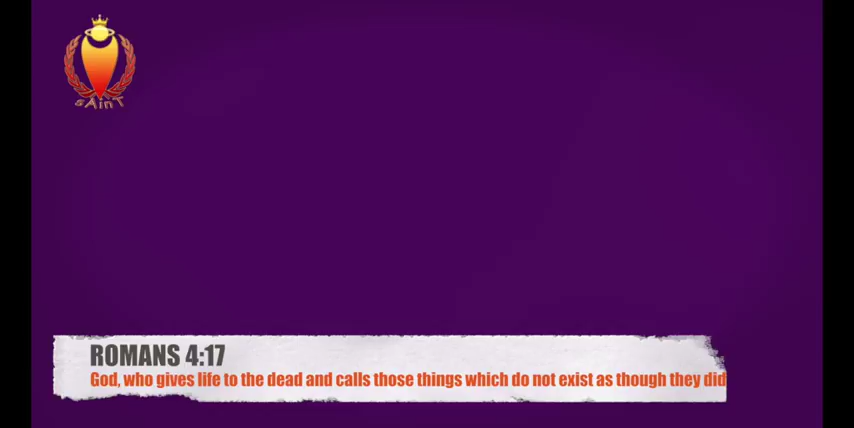 sAinT
ROMANS 4:17
God, who gives life to the dead and calls those things which do not exist as though they did